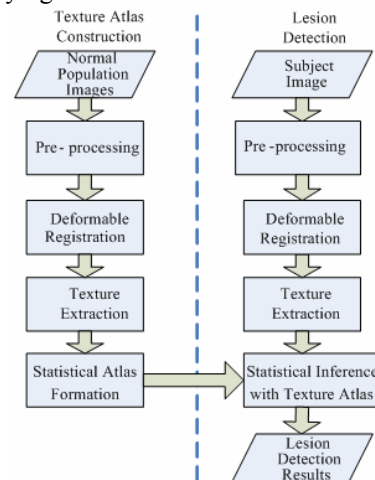 Texture Atlas
Construction
Normal
Population
Images
Pre - processing
Deformable
Registration
Texture
Extraction
Statistical Atlas
Formation
Lesion
Detection
Subject
Image
Pre - processing
Deformable
Registration
Texture
Extraction
Statistical Inference
with Texture Atlas
Lesion
Detection
Results